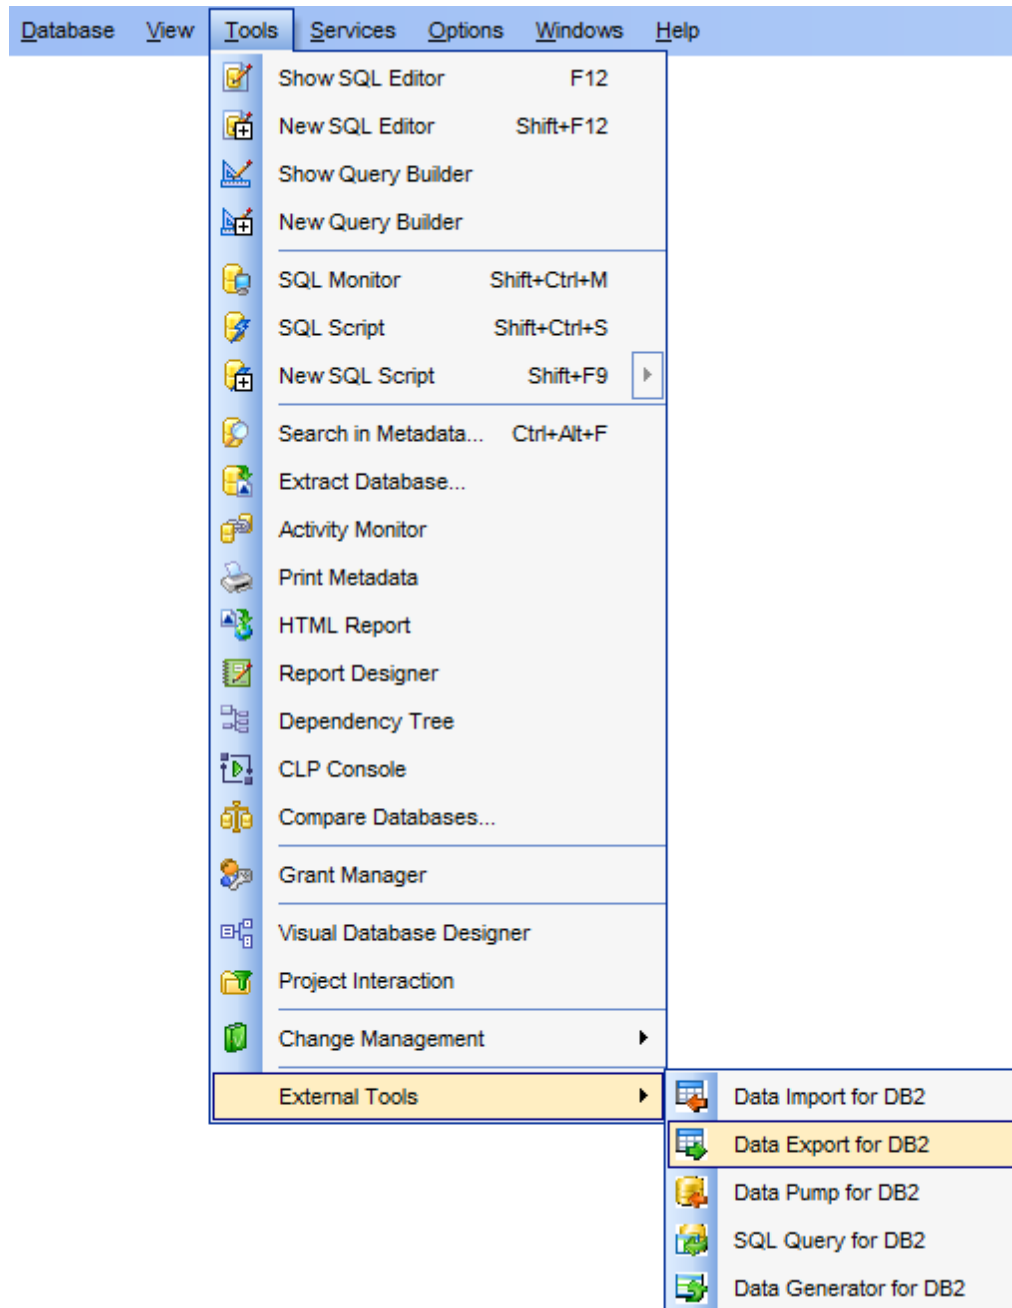 Database View Tools Services Options Windows Help
Show SQL Editor F12
New SQL Editor Shift+F12
Show Query Builder
New Query Builder
SQL Monitor Shift+Ctrl+M
SQL Script Shift+Ctrl+S
New SQL Script Shift+F9
Search in Metadata... Ctrl+Alt+F
Extract Database...
Activity Monitor
Print Metadata
HTML Report
Report Designer
Dependency Tree
CLP Console
Compare Databases...
Grant Manager
Visual Database Designer
Project Interaction
Change Management
External Tools
Data Import for DB2
Data Export for DB2
Data Pump for DB2
SQL Query for DB2
Data Generator for DB2